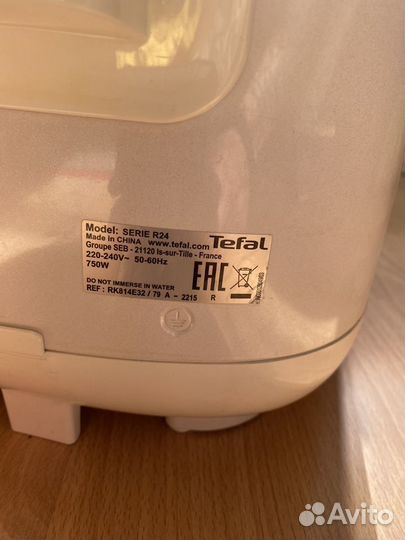 Model: SERIE R24
Made in CHINA www.tefal.com Tefal
Groupe SEB - 21120 Is-sur-Tille - France
220-240V~ 50-60Hz
750W
EAC
DO NOT IMMERSE IN WATER
REF : RK814E32 / 79 A - 2215 R
Avito